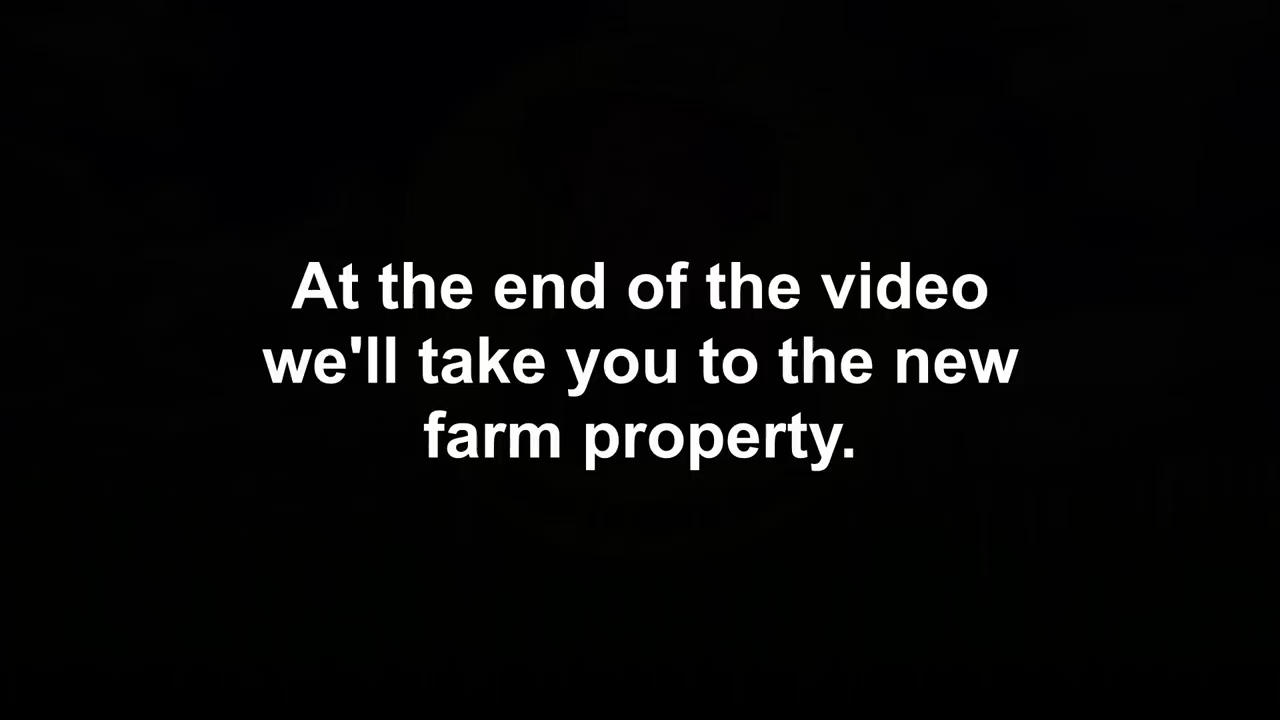 At the end of the video
we'll take you to the new
farm property.